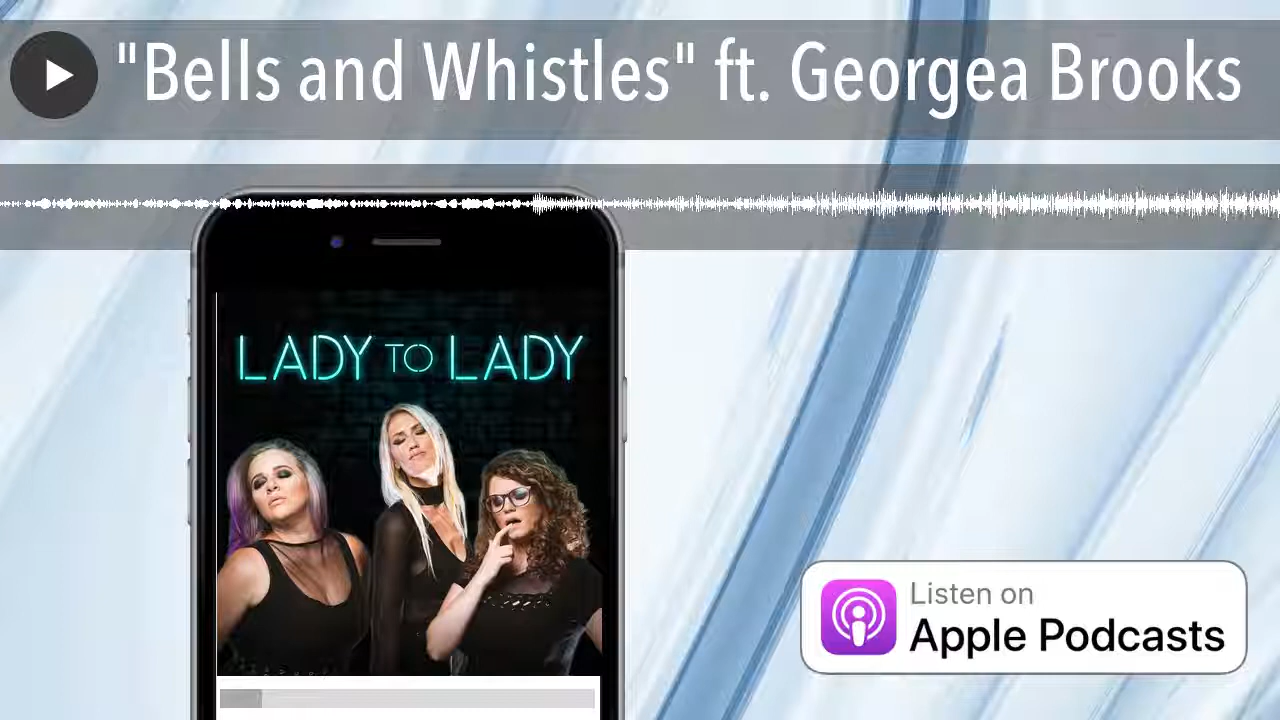 "Bells and Whistles" ft. Georgea Brooks
LADY TO LADY
Listen on
Apple Podcasts